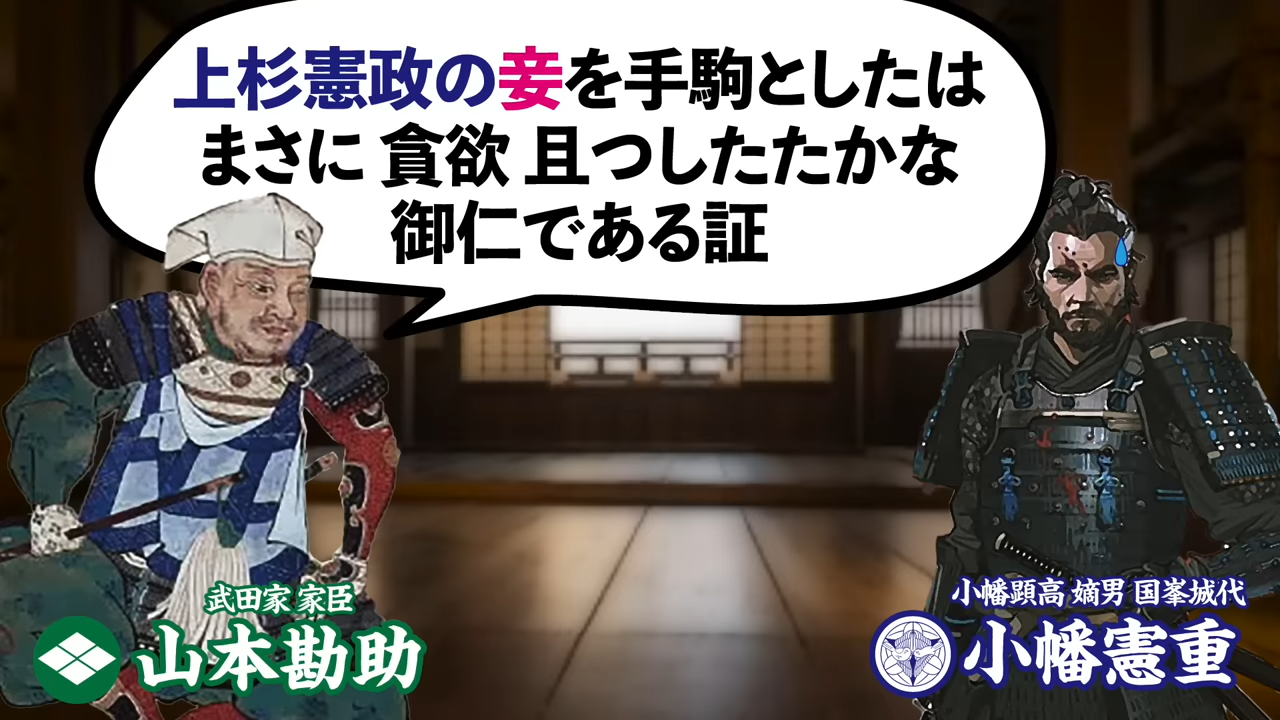 上杉憲政の妾を手駒としたは
まさに 貪欲 且つしたたかな
御仁である証
武田家 家臣
山本勘助
小幡顕高 嫡男 国峯城代
小幡憲重